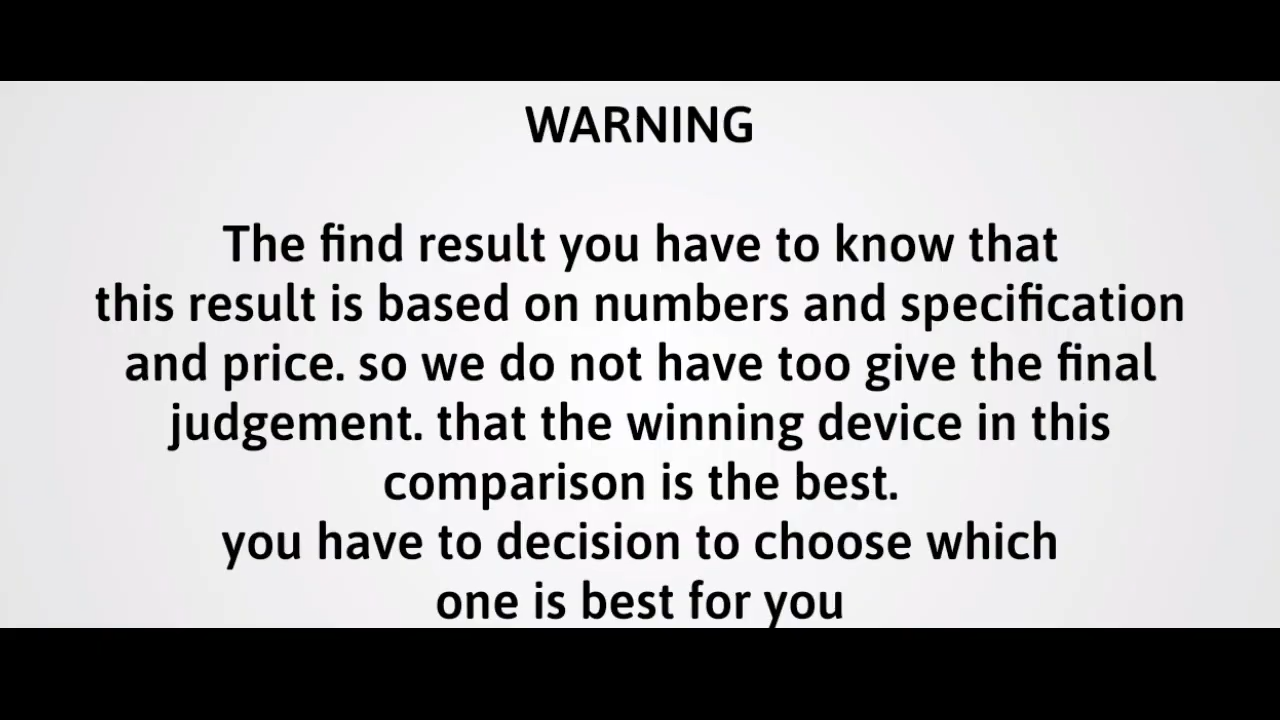 WARNING
The find result you have to know that
this result is based on numbers and specification
and price. so we do not have too give the final
judgement. that the winning device in this
comparison is the best.
you have to decision to choose which
one is best for you